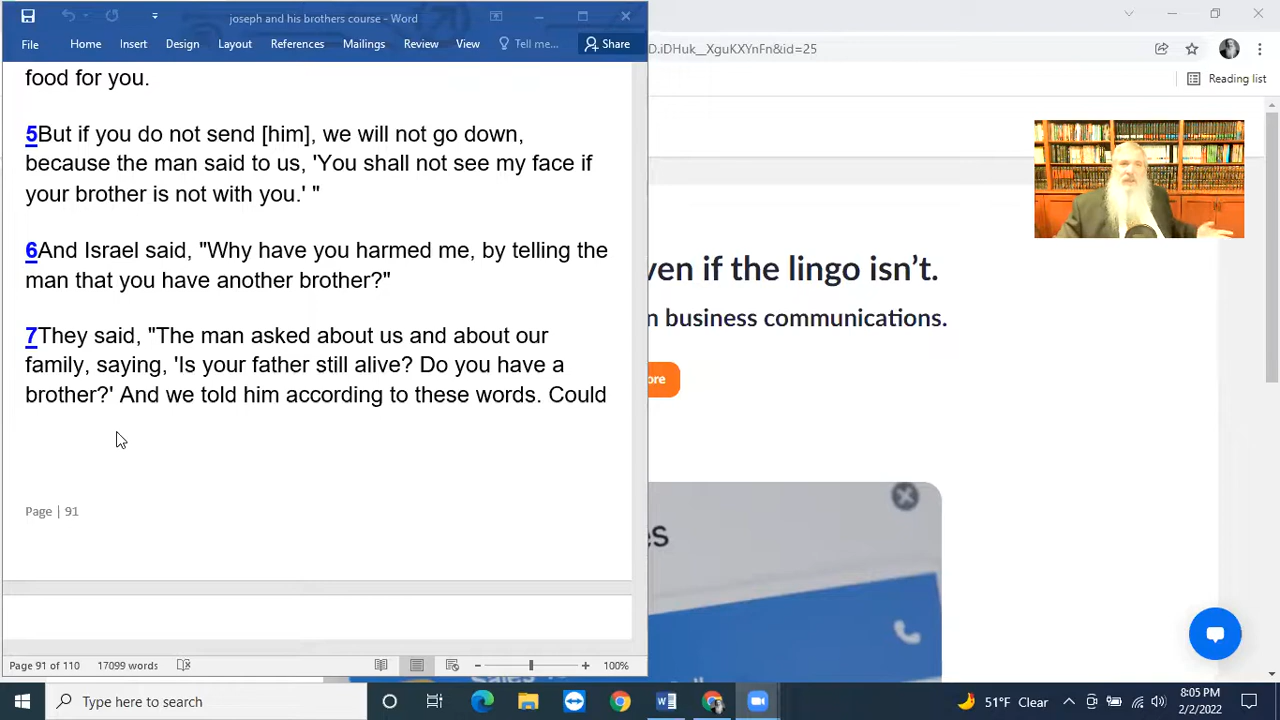 joseph and his brothers course - Word
File Home Insert Design Layout References Mailings Review View Tell me... Share
food for you.
5But if you do not send [him], we will not go down,
because the man said to us, 'You shall not see my face if
your brother is not with you.' "
6And Israel said, "Why have you harmed me, by telling the
man that you have another brother?"
7They said, "The man asked about us and about our
family, saying, 'Is your father still alive? Do you have a
brother?' And we told him according to these words. Could
Page | 91
Page 91 of 110 17099 words 100%
D.iDHuk__XguKXYnFn&id=25
Reading list
ven if the lingo isn't.
n business communications.
ore
es
Type here to search
51°F Clear
8:05 PM
2/2/2022